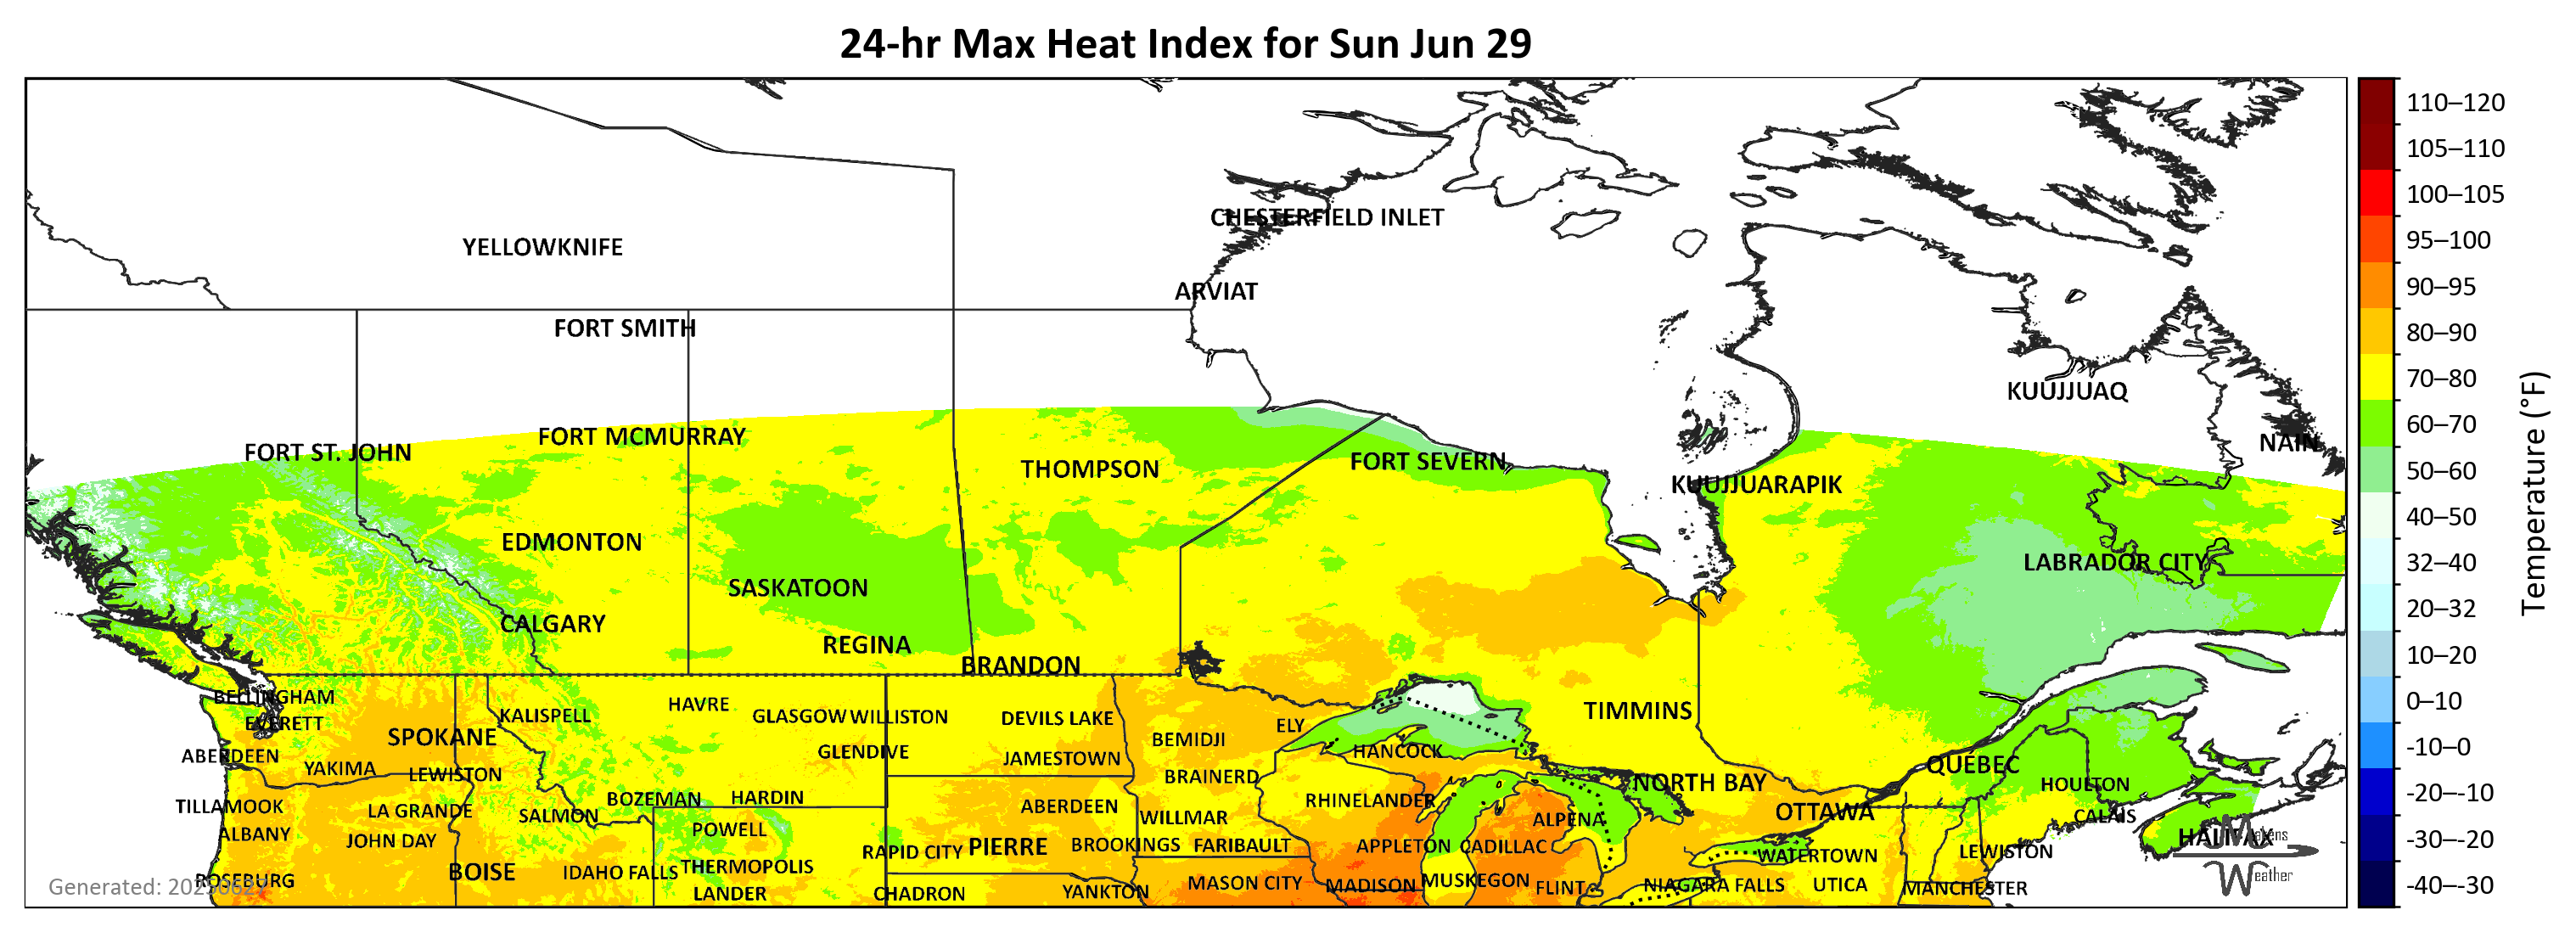 24-hr Max Heat Index for Sun Jun 29
CHESTERFIELD INLET
YELLOWKNIFE
ARVIAT
FORT SMITH
KUUJJUAQ
FORT MCMURRAY
NAIN
FORT ST. JOHN
FORT SEVERN
THOMPSON
KUUJJUARAPIK
EDMONTON
LABRADOR CITY
SASKATOON
CALGARY
REGINA
BRANDON
BELLINGHAM
HAVRE
KALISPELL
GLASGOW
WILLISTON
DEVILS LAKE
TIMMINS
EVERETT
ELY
SPOKANE
BEMIDJI
ABERDEEN
GLENDIVE
JAMESTOWN
HANCOCK
YAKIMA
LEWISTON
BRAINERD
QUEBEC
NORTH BAY
HOULTON
BOZEMAN
HARDIN
RHINELANDER
TILLAMOOK
LA GRANDE
SALMON
ABERDEEN
WILLMAR
ALPENA
OTTAWA
CALAIS
ALBANY
JOHN DAY
POWELL
HALIFAX
RAPID CITY
PIERRE
BROOKINGS
FARIBAULT
APPLETON
CADILLAC
WATERTOWN
LEWISTON
BOISE
IDAHO FALLS
THERMOPOLIS
ROSEBURG
LANDER
CHADRON
YANKTON
MASON CITY
MADISON
MUSKEGON
FLINT
NIAGARA FALLS
UTICA
MANCHESTER
Generated: 20250627
Matens
Weather
110–120
105–110
100–105
95–100
90–95
80–90
70–80
60–70
50–60
40–50
32–40
20–32
10–20
0–10
-10–0
-20–-10
-30–-20
-40–-30
Temperature (°F)